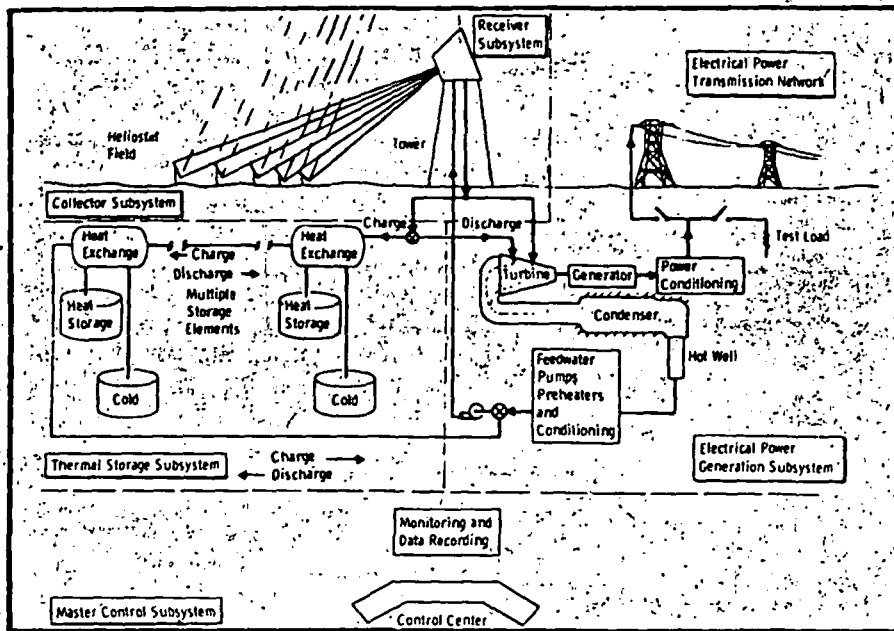 Receiver
Subsystem
Electrical Power
Transmission Network
Heliostat
Field
Tower
Collector Subsystem
Heat
Exchange
Charge
Discharge
Multiple
Storage
Elements
Heat
Exchange
Charge
Discharge
Turbine
Generator
Power
Conditioning
Test Load
Heat
Storage
Heat
Storage
Condenser
Hot Well
Cold
Cold
Feedwater
Pumps
Preheaters
and
Conditioning
Thermal Storage Subsystem
Charge
Discharge
Electrical Power
Generation Subsystem
Monitoring and
Data Recording
Master Control Subsystem
Control Center